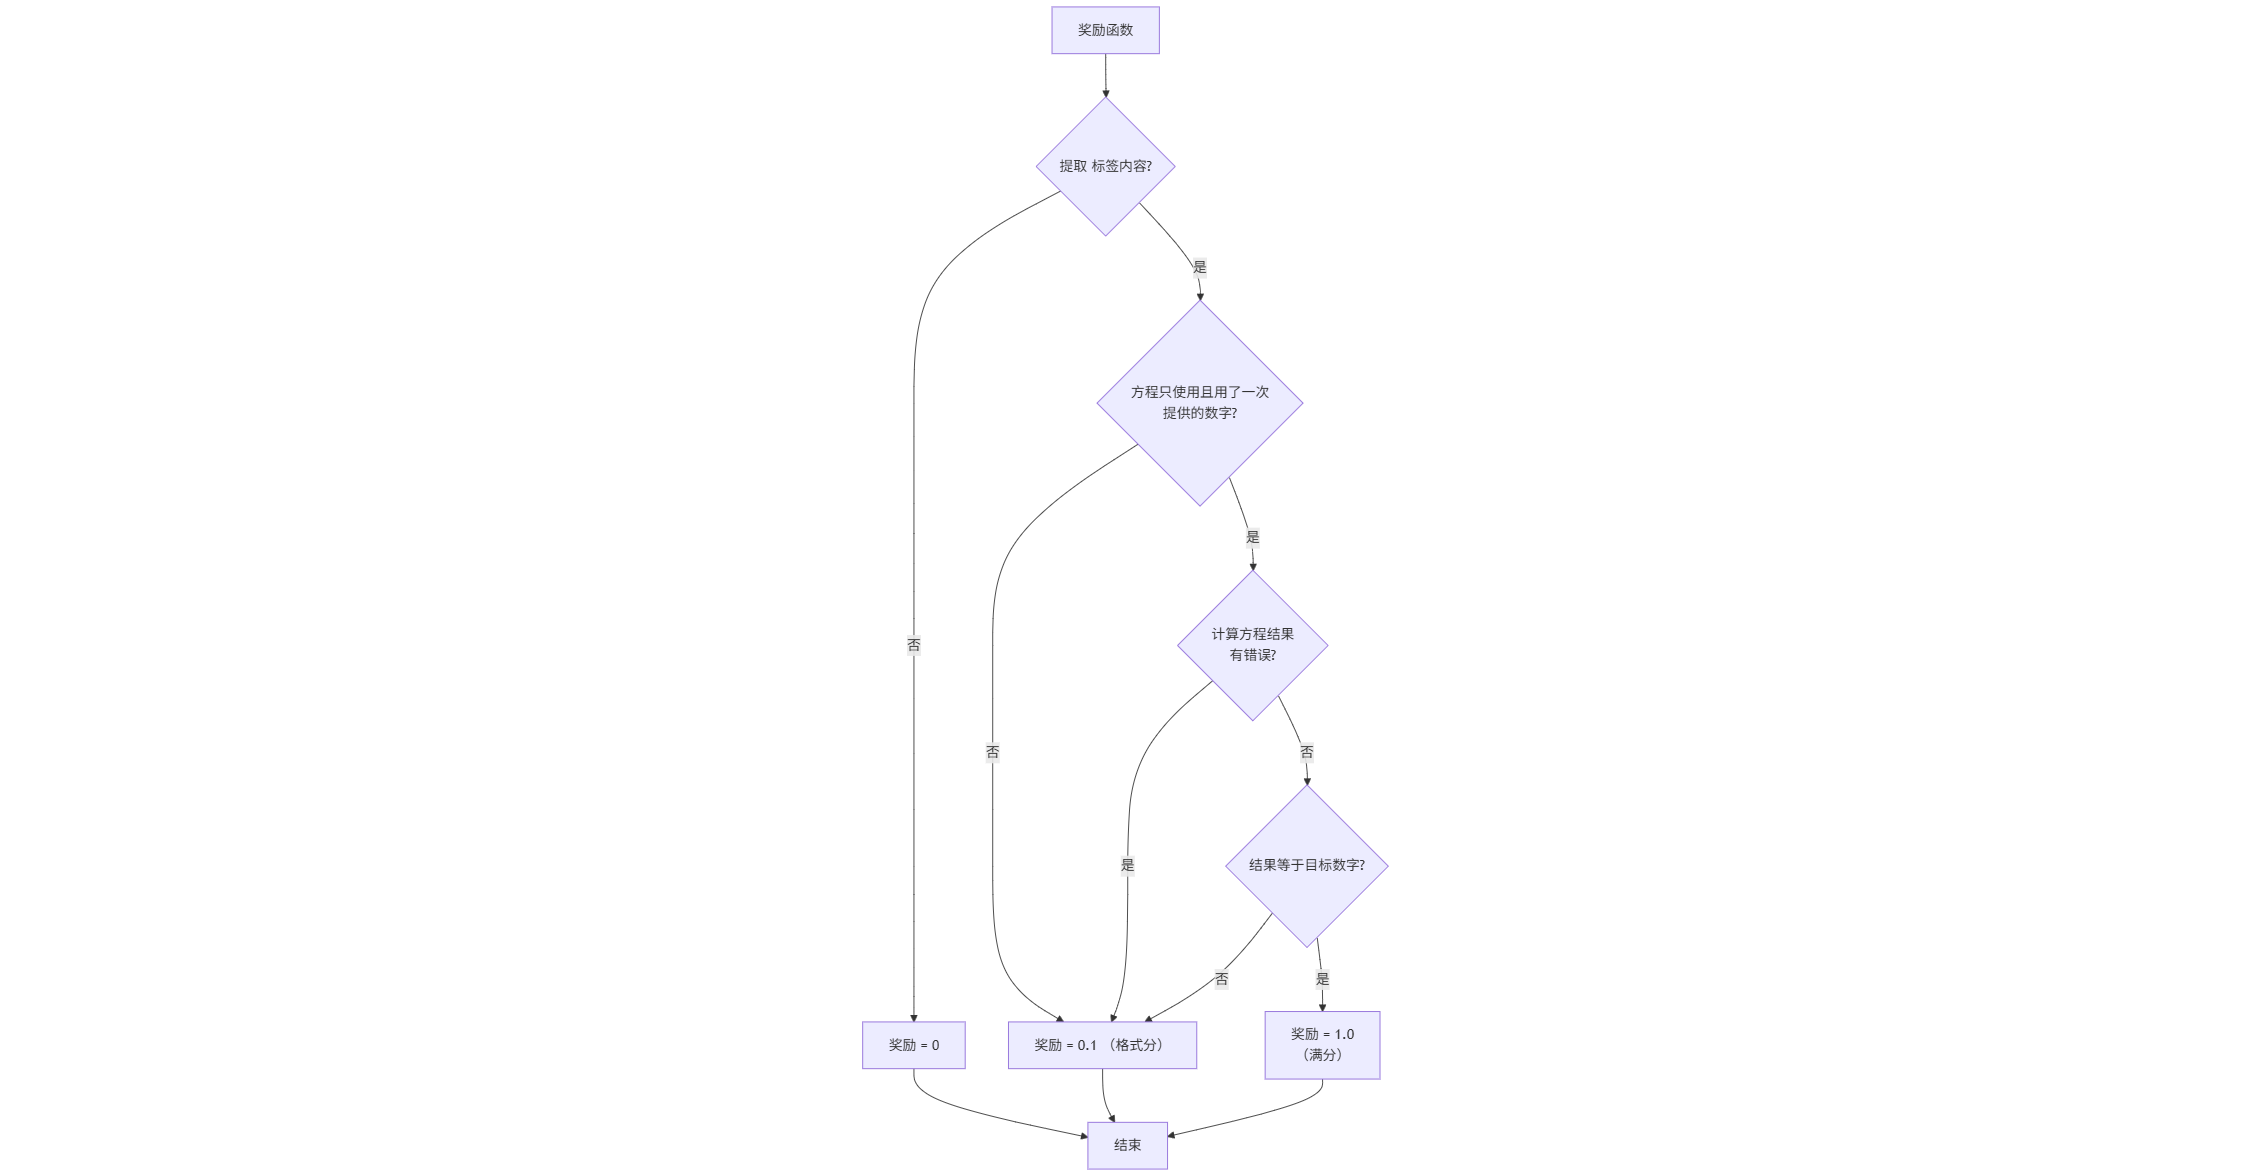 奖励函数
提取 标签内容?
是
方程只使用且用了一次
提供的数字?
是
计算方程结果
有错误?
否
否
否
是
结果等于目标数字?
否
是
奖励 = 0
奖励 = 0.1 （格式分）
奖励 = 1.0
（满分）
结束